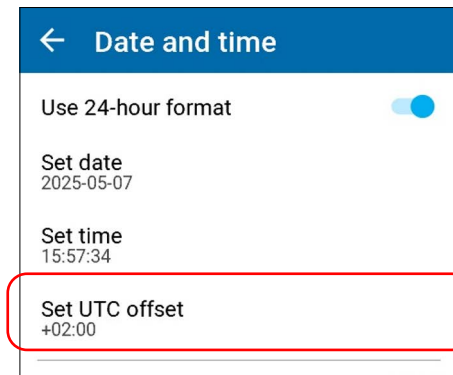 Date and time
Use 24-hour format
Set date
2025-05-07
Set time
15:57:34
Set UTC offset
+02:00